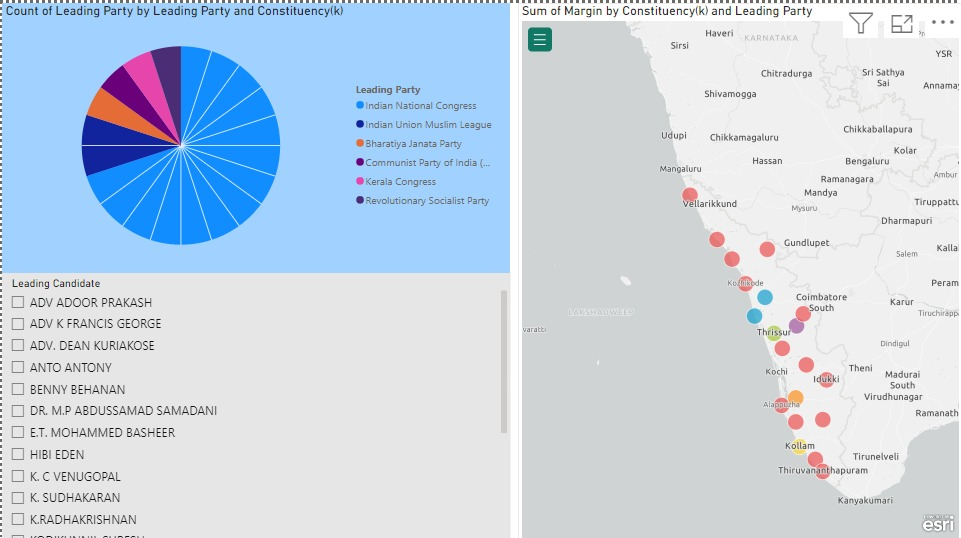 Count of Leading Party by Leading Party and Constituency(k)
Leading Party
Indian National Congress
Indian Union Muslim League
Bharatiya Janata Party
Communist Party of India (...
Kerala Congress
Revolutionary Socialist Party
Leading Candidate
ADV ADOOR PRAKASH
ADV K FRANCIS GEORGE
ADV. DEAN KURIAKOSE
ANTO ANTONY
BENNY BEHANAN
DR. M.P ABDUSSAMAD SAMADANI
E.T. MOHAMMED BASHEER
HIBI EDEN
K. C VENUGOPAL
K. SUDHAKARAN
K.RADHAKRISHNAN
Sum of Margin by Constituency(k) and Leading Party
Haveri
KARNATAKA
Sirsi
YSR
Chitradurga
Sri Sathya
Sai
Annamay
Shivamogga
Udupi
Chikkamagaluru
Chikkaballapura
Kolar
Mangaluru
Hassan
Bengaluru
Ramanagara
Ambur
Mandya
Vellarikkund
Mysuru
Tiruppattu
Dharmapuri
Gundlupet
Salem
Kalla
Kozhikode
Coimbatore
South
Karur
Peram
LAKSHADWEEP
Tiruchirapp
varatti
Thrissur
Dindigul
Kochi
Idukki
Theni
Madurai
South
Virudhunagar
Alappuzha
Ramanath
Kollam
Tirunelveli
Thiruvananthapuram
Kanyakumari
esri